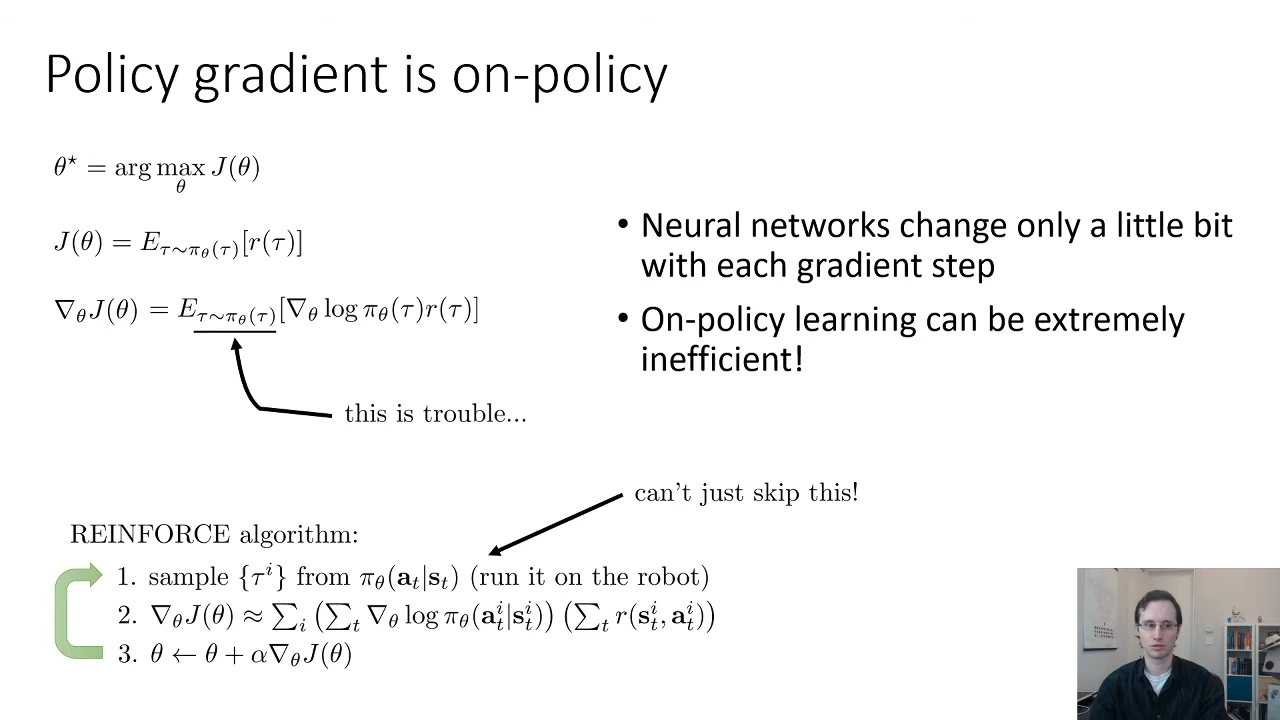 Policy gradient is on-policy
θ* = arg max_θ J(θ)
J(θ) = E_{τ∼π_θ(τ)}[r(τ)]
∇_θ J(θ) = E_{τ∼π_θ(τ)}[∇_θ log π_θ(τ)r(τ)]
this is trouble...
• Neural networks change only a little bit
with each gradient step
• On-policy learning can be extremely
inefficient!
can't just skip this!
REINFORCE algorithm:
1. sample {τ^i} from π_θ(a_t|s_t) (run it on the robot)
2. ∇_θ J(θ) ≈ ∑_i (∑_t ∇_θ log π_θ(a_t^i|s_t^i)) (∑_t r(s_t^i, a_t^i))
3. θ ← θ + α∇_θ J(θ)